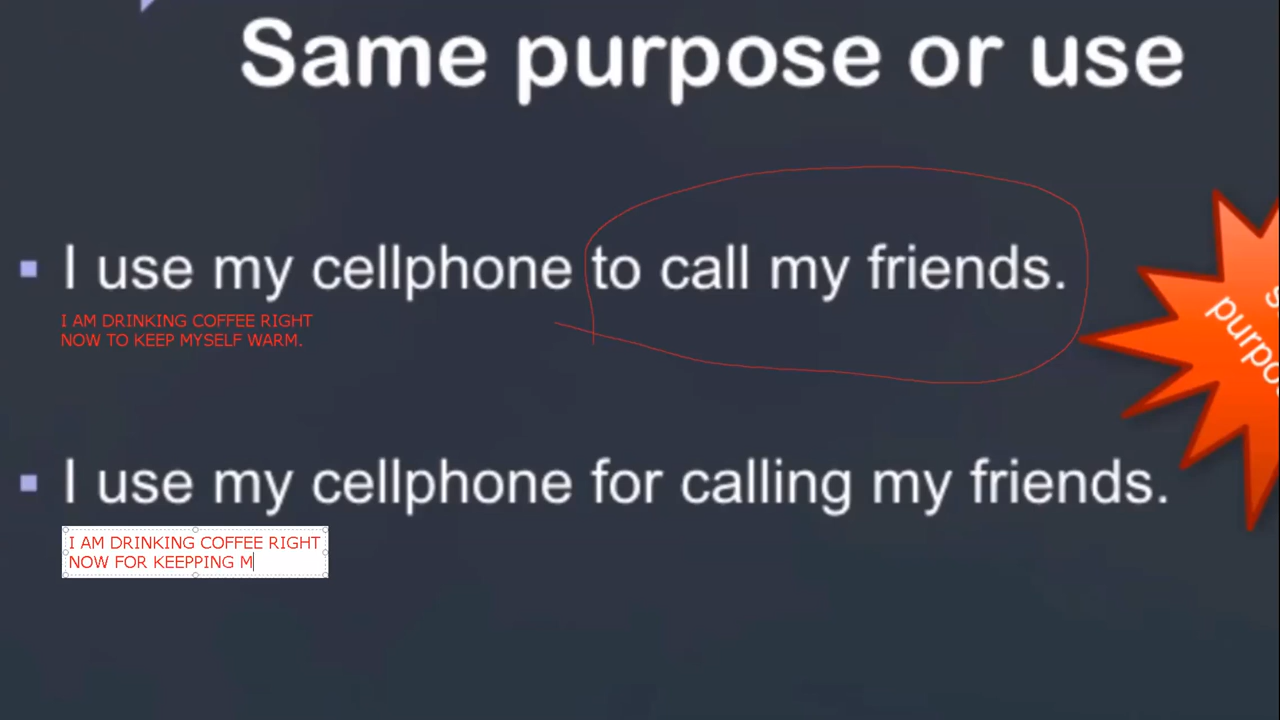 Same purpose or use
I use my cellphone to call my friends.
I AM DRINKING COFFEE RIGHT
NOW TO KEEP MYSELF WARM.
I use my cellphone for calling my friends.
I AM DRINKING COFFEE RIGHT
NOW FOR KEEPPING M